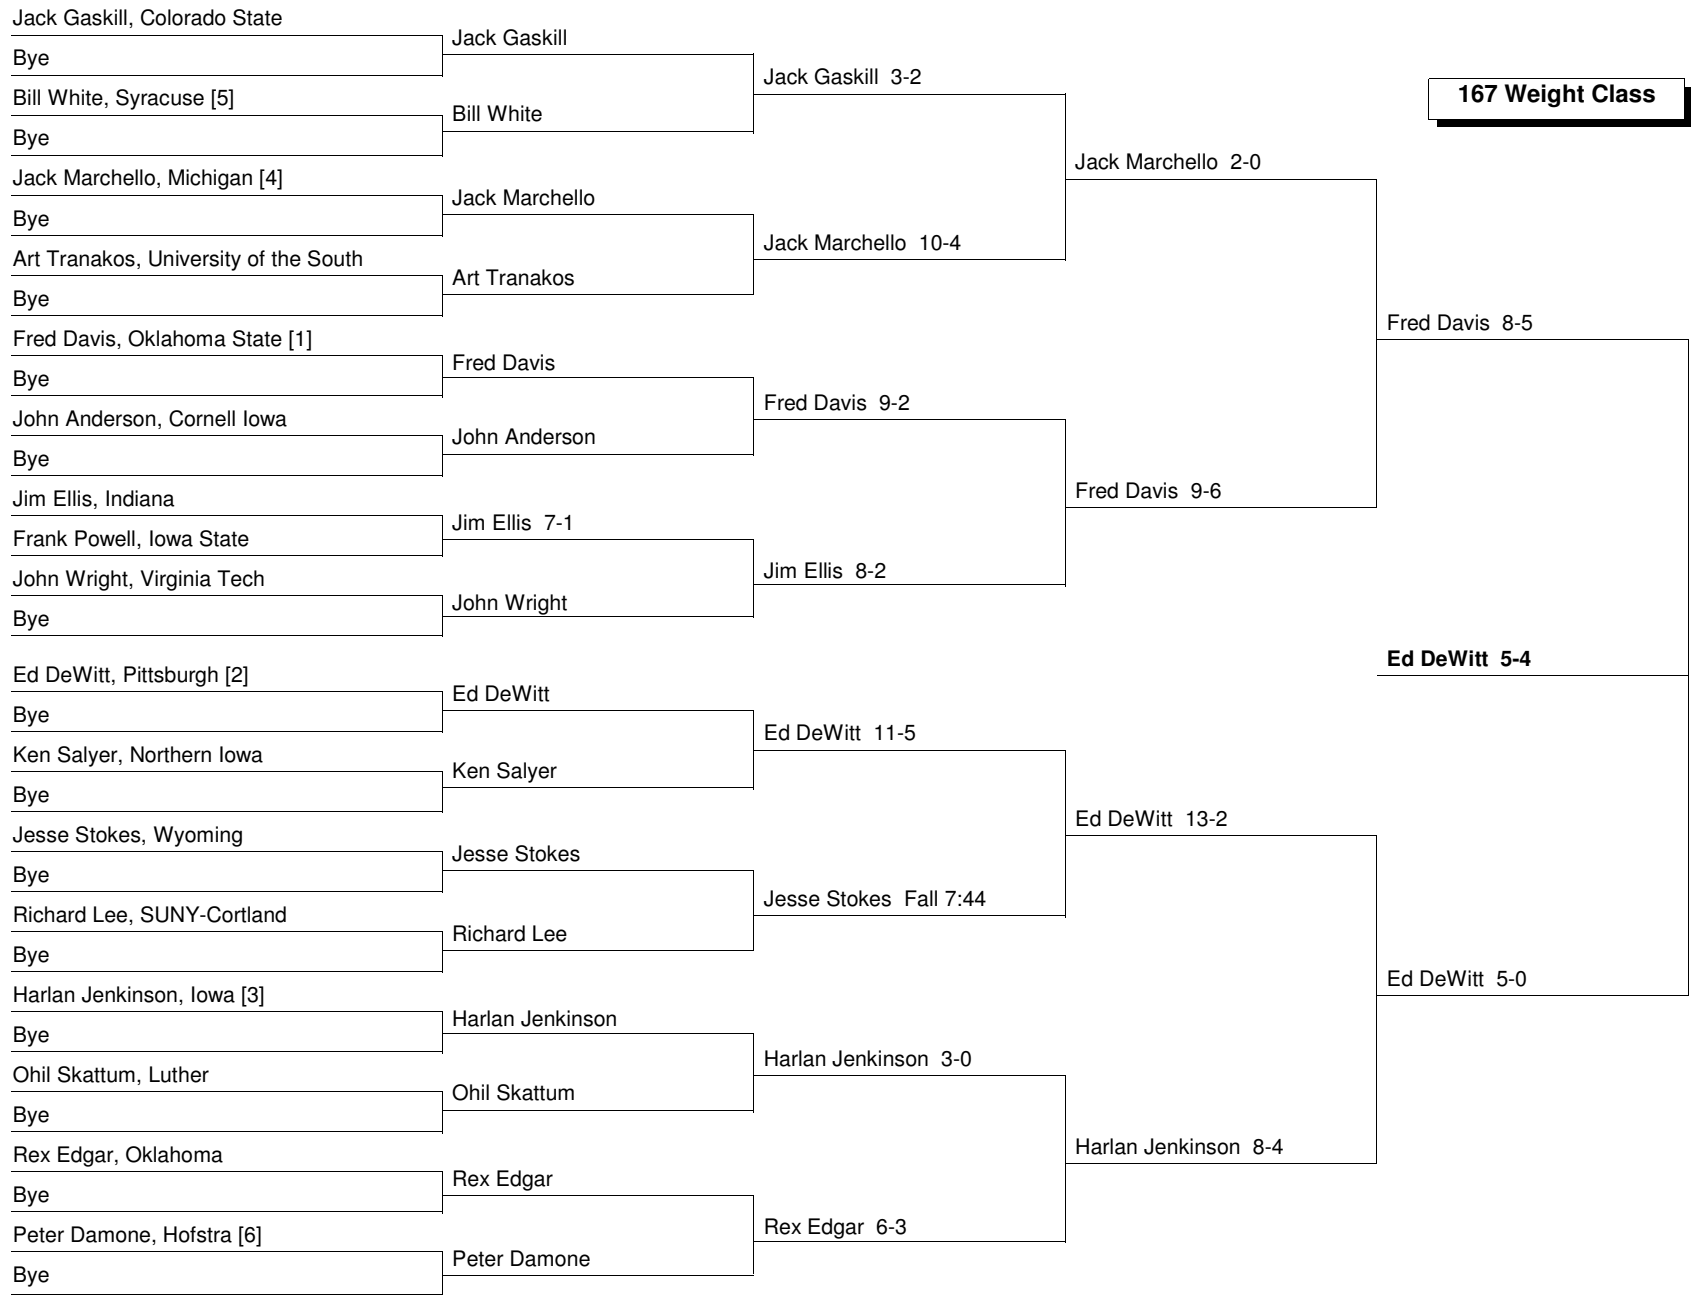 Jack Gaskill, Colorado State
Bye
Bill White, Syracuse [5]
Bye
Jack Marchello, Michigan [4]
Bye
Art Tranakos, University of the South
Bye
Fred Davis, Oklahoma State [1]
Bye
John Anderson, Cornell Iowa
Bye
Jim Ellis, Indiana
Frank Powell, Iowa State
John Wright, Virginia Tech
Bye
Ed DeWitt, Pittsburgh [2]
Bye
Ken Salyer, Northern Iowa
Bye
Jesse Stokes, Wyoming
Bye
Richard Lee, SUNY-Cortland
Bye
Harlan Jenkinson, Iowa [3]
Bye
Ohil Skattum, Luther
Bye
Rex Edgar, Oklahoma
Bye
Peter Damone, Hofstra [6]
Bye
Jack Gaskill
Bill White
Jack Marchello
Art Tranakos
Fred Davis
John Anderson
Jim Ellis 7-1
John Wright
Ed DeWitt
Ken Salyer
Jesse Stokes
Richard Lee
Harlan Jenkinson
Ohil Skattum
Rex Edgar
Peter Damone
Jack Gaskill 3-2
Jack Marchello 10-4
Fred Davis 9-2
Jim Ellis 8-2
Ed DeWitt 11-5
Jesse Stokes Fall 7:44
Harlan Jenkinson 3-0
Rex Edgar 6-3
Jack Marchello 2-0
Fred Davis 9-6
Ed DeWitt 13-2
Harlan Jenkinson 8-4
167 Weight Class
Fred Davis 8-5
Ed DeWitt 5-4
Ed DeWitt 5-0